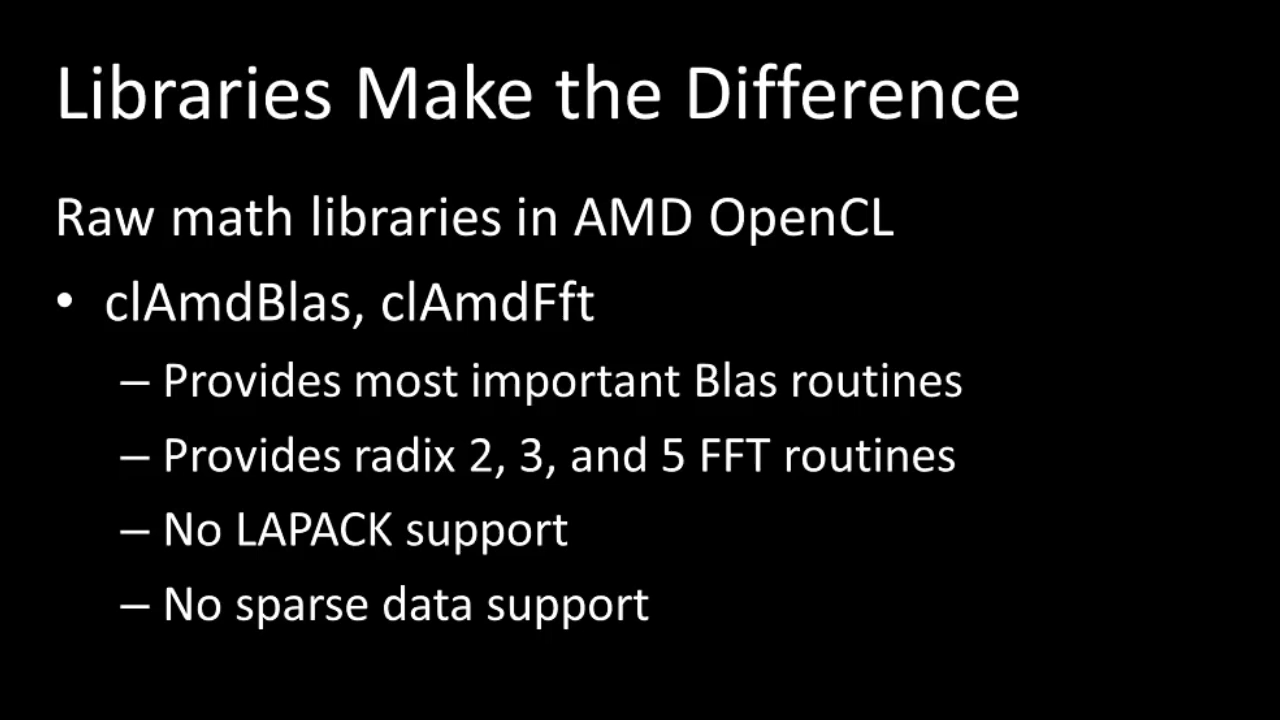 Libraries Make the Difference
Raw math libraries in AMD OpenCL
• clAmdBlas, clAmdFft
– Provides most important Blas routines
– Provides radix 2, 3, and 5 FFT routines
– No LAPACK support
– No sparse data support